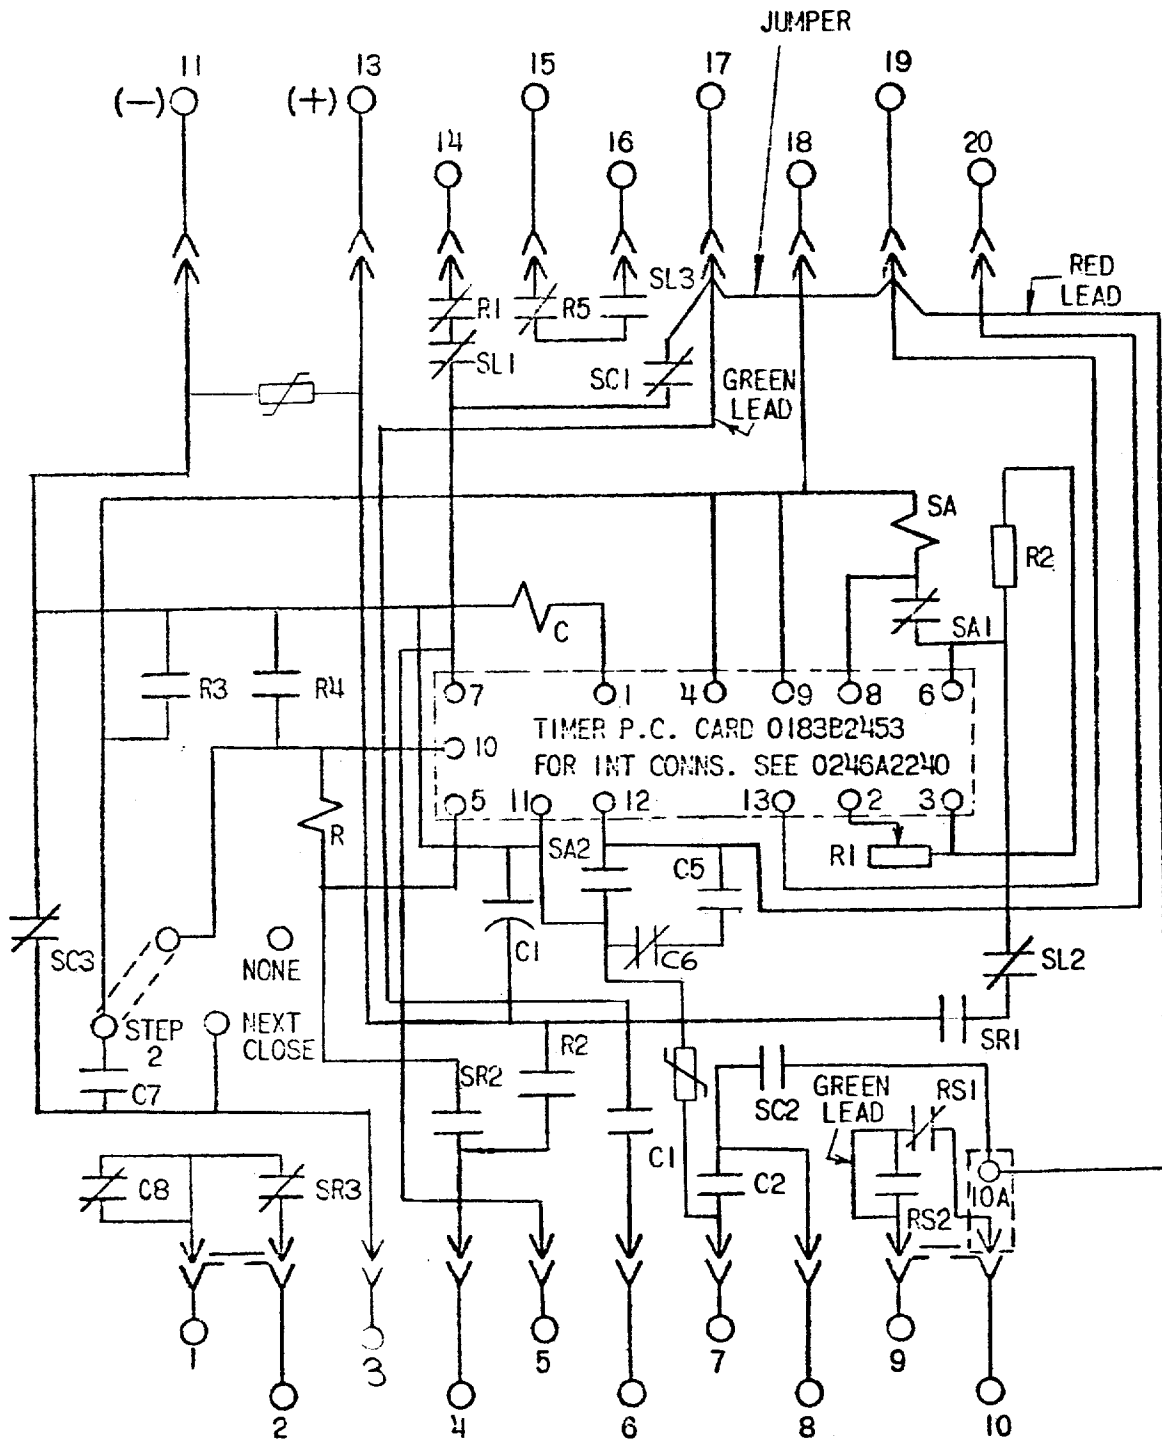 JUMPER
11
13
15
17
19
(—)
(+)
14
16
18
20
SL3
RED
LEAD
R1
R5
SL1
SC1
GREEN
LEAD
SA
R2
C
SA1
R3
R4
7
1
4
9
8
6
TIMER P.C. CARD 0183B2453
10
FOR INT CONNS. SEE 0246A2240
5
11
12
13
2
3
R
SA2
R1
C5
SC3
NONE
C1
C6
SL2
STEP
2
NEXT
CLOSE
R2
SR1
C7
SR2
SC2
GREEN
LEAD
RS1
C8
SR3
C1
C2
10A
RS2
1
3
5
7
9
2
4
6
8
10